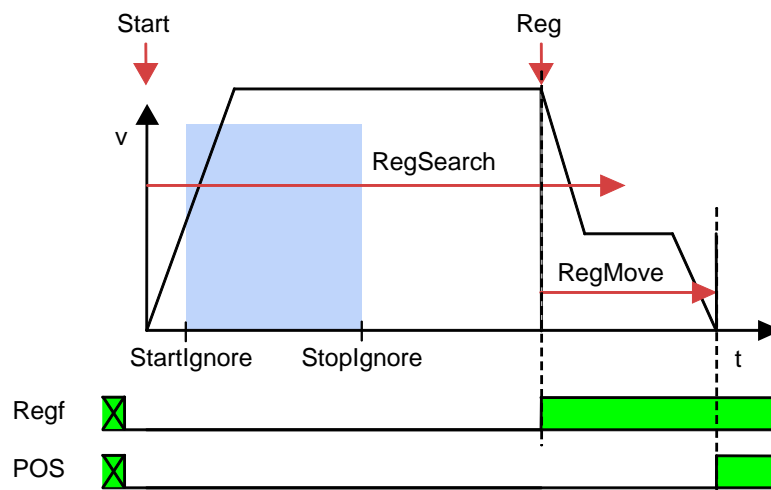 Start
Reg
v
RegSearch
RegMove
StartIgnore
StopIgnore
t
Regf
POS